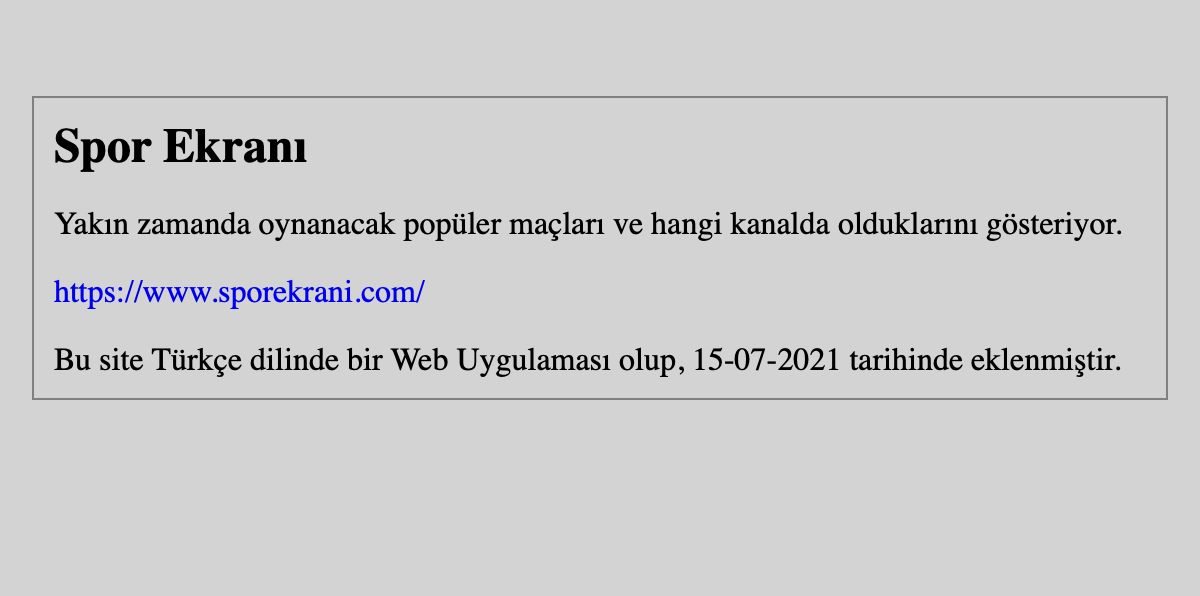 Spor Ekranı
Yakın zamanda oynanacak popüler maçları ve hangi kanalda olduklarını gösteriyor.
https://www.sporekrani.com/
Bu site Türkçe dilinde bir Web Uygulaması olup, 15-07-2021 tarihinde eklenmiştir.